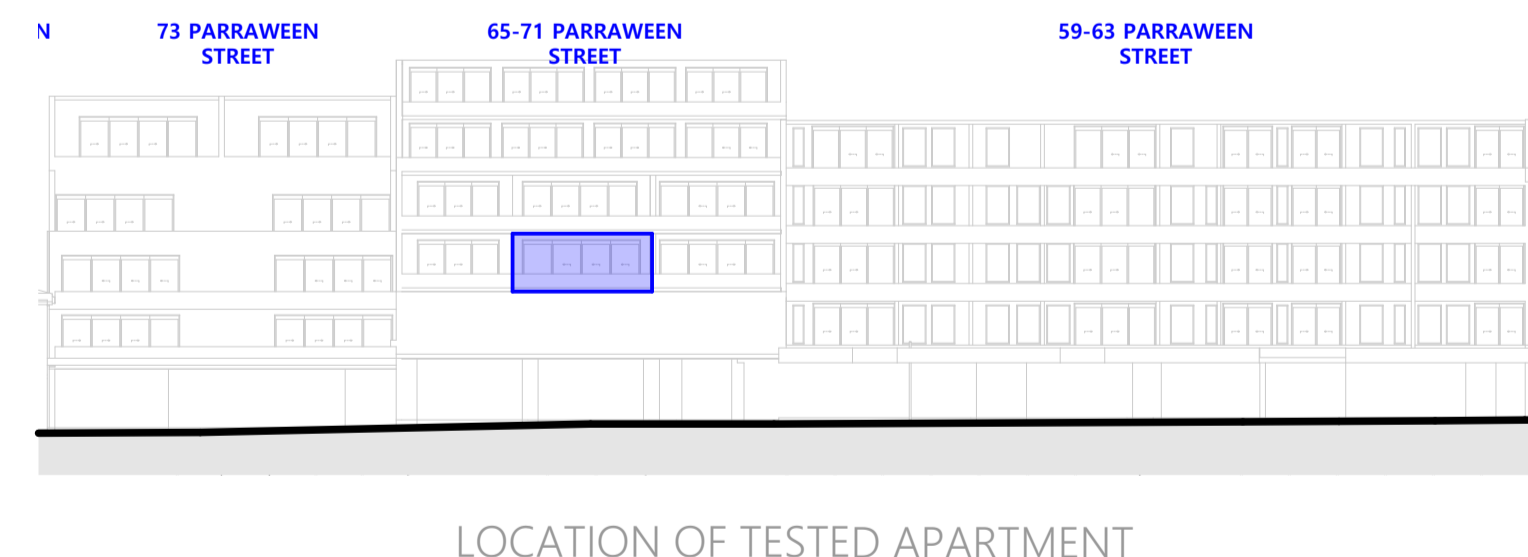 N
73 PARRAWEEN
STREET
65-71 PARRAWEEN
STREET
59-63 PARRAWEEN
STREET
LOCATION OF TESTED APARTMENT